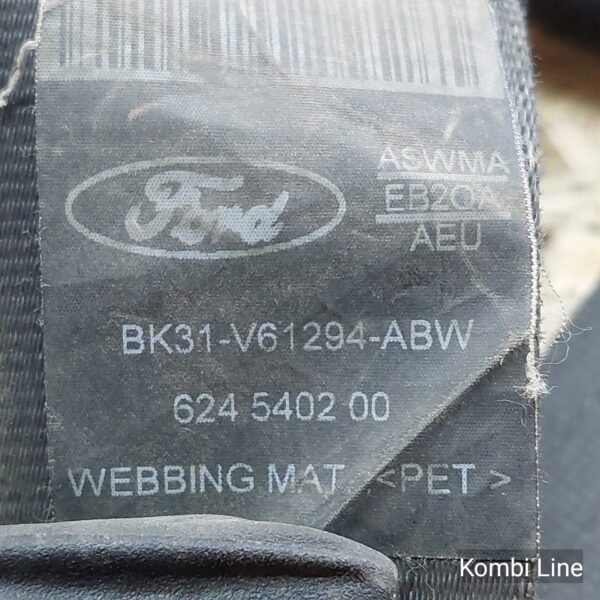 ASWMA
Ford
EB2OA
AEU
BK31-V61294-ABW
624 5402 00
WEBBING MAT :<PET >
Kombi Line